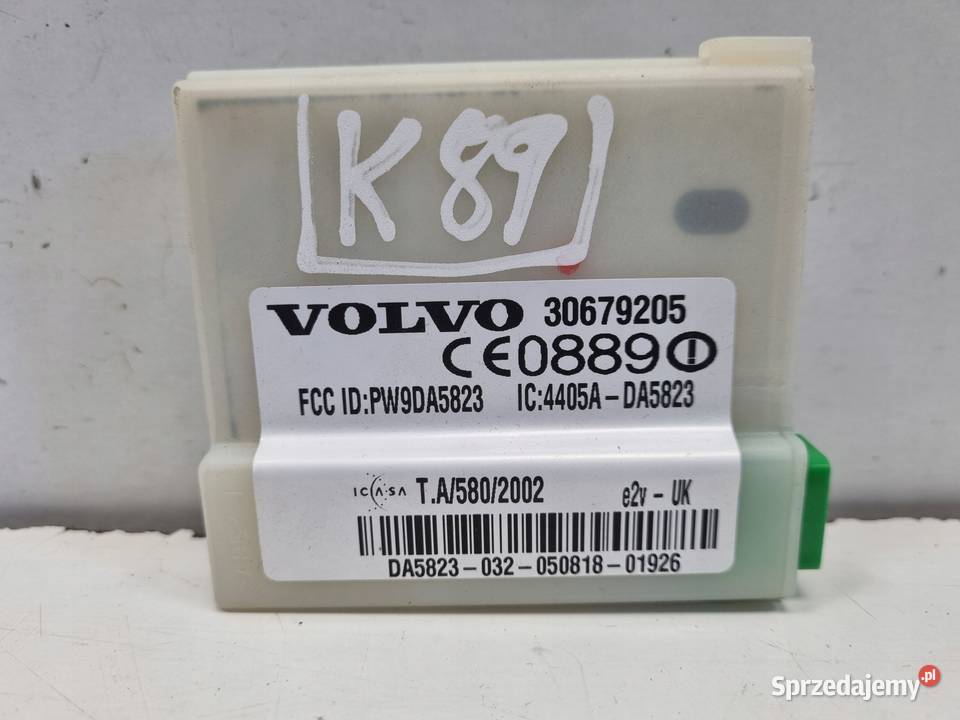 K 89
VOLVO 30679205
CE0889
FCC ID:PW9DA5823 IC:4405A-DA5823
ICASA T.A/580/2002 e2v - UK
DA5823-032-050818-01926
Sprzedajemy.pl